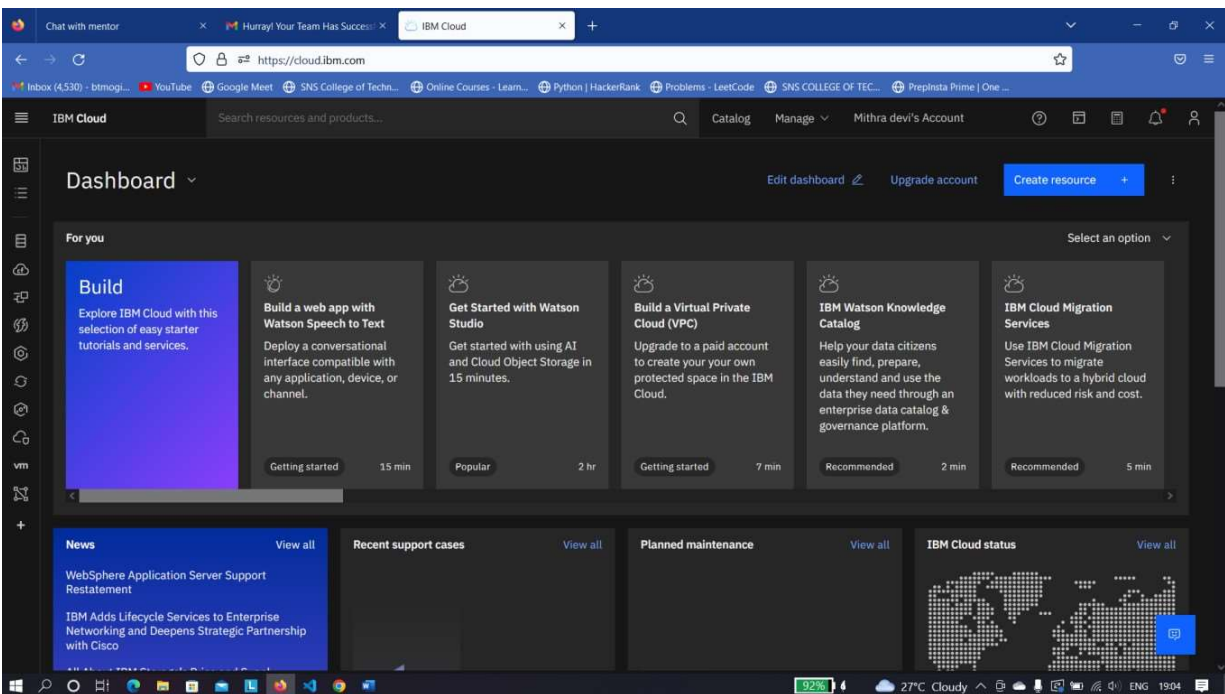 Chat with mentor
Hurray! Your Team Has Success
IBM Cloud
https://cloud.ibm.com
Inbox (4,530) - btmogi...
YouTube
Google Meet
SNS College of Techn...
Online Courses - Learn...
Python | HackerRank
Problems - LeetCode
SNS COLLEGE OF TEC...
PrepInsta Prime | One ...
IBM Cloud
Search resources and products...
Catalog
Manage
Mithra devi's Account
Dashboard
Edit dashboard
Upgrade account
Create resource +
For you
Select an option
Build
Explore IBM Cloud with this
selection of easy starter
tutorials and services.
Build a web app with
Watson Speech to Text
Deploy a conversational
interface compatible with
any application, device, or
channel.
Getting started
15 min
Get Started with Watson
Studio
Get started with using AI
and Cloud Object Storage in
15 minutes.
Popular
2 hr
Build a Virtual Private
Cloud (VPC)
Upgrade to a paid account
to create your your own
protected space in the IBM
Cloud.
Getting started
7 min
IBM Watson Knowledge
Catalog
Help your data citizens
easily find, prepare,
understand and use the
data they need through an
enterprise data catalog &
governance platform.
Recommended
2 min
IBM Cloud Migration
Services
Use IBM Cloud Migration
Services to migrate
workloads to a hybrid cloud
with reduced risk and cost.
Recommended
5 min
vm
News
View all
WebSphere Application Server Support
Restatement
IBM Adds Lifecycle Services to Enterprise
Networking and Deepens Strategic Partnership
with Cisco
Recent support cases
View all
Planned maintenance
View all
IBM Cloud status
View all
92%
27°C Cloudy
ENG
19:04